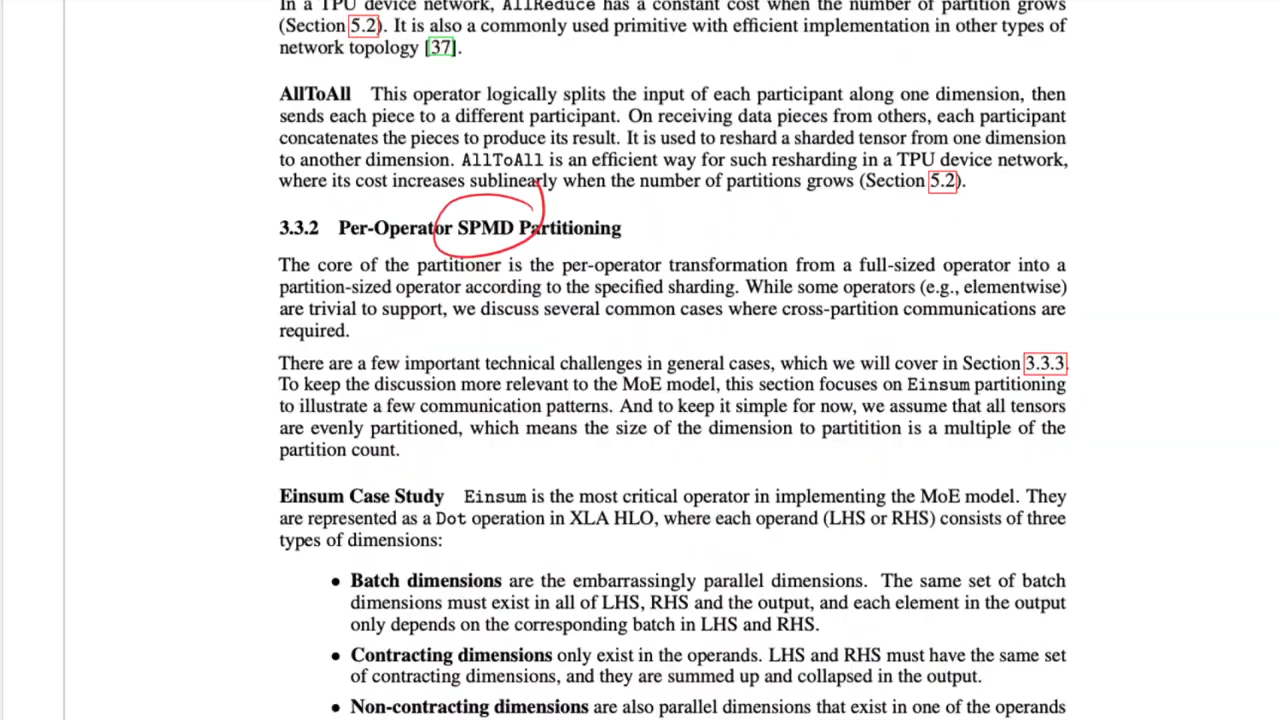 In a TPU device network, AllReduce has a constant cost when the number of partition grows
(Section 5.2). It is also a commonly used primitive with efficient implementation in other types of
network topology [37].
AllToAll This operator logically splits the input of each participant along one dimension, then
sends each piece to a different participant. On receiving data pieces from others, each participant
concatenates the pieces to produce its result. It is used to reshard a sharded tensor from one dimension
to another dimension. AllToAll is an efficient way for such resharding in a TPU device network,
where its cost increases sublinearly when the number of partitions grows (Section 5.2).
3.3.2 Per-Operator SPMD Partitioning
The core of the partitioner is the per-operator transformation from a full-sized operator into a
partition-sized operator according to the specified sharding. While some operators (e.g., elementwise)
are trivial to support, we discuss several common cases where cross-partition communications are
required.
There are a few important technical challenges in general cases, which we will cover in Section 3.3.3.
To keep the discussion more relevant to the MoE model, this section focuses on Einsum partitioning
to illustrate a few communication patterns. And to keep it simple for now, we assume that all tensors
are evenly partitioned, which means the size of the dimension to partitition is a multiple of the
partition count.
Einsum Case Study Einsum is the most critical operator in implementing the MoE model. They
are represented as a Dot operation in XLA HLO, where each operand (LHS or RHS) consists of three
types of dimensions:
• Batch dimensions are the embarrassingly parallel dimensions. The same set of batch
dimensions must exist in all of LHS, RHS and the output, and each element in the output
only depends on the corresponding batch in LHS and RHS.
• Contracting dimensions only exist in the operands. LHS and RHS must have the same set
of contracting dimensions, and they are summed up and collapsed in the output.
• Non-contracting dimensions are also parallel dimensions that exist in one of the operands